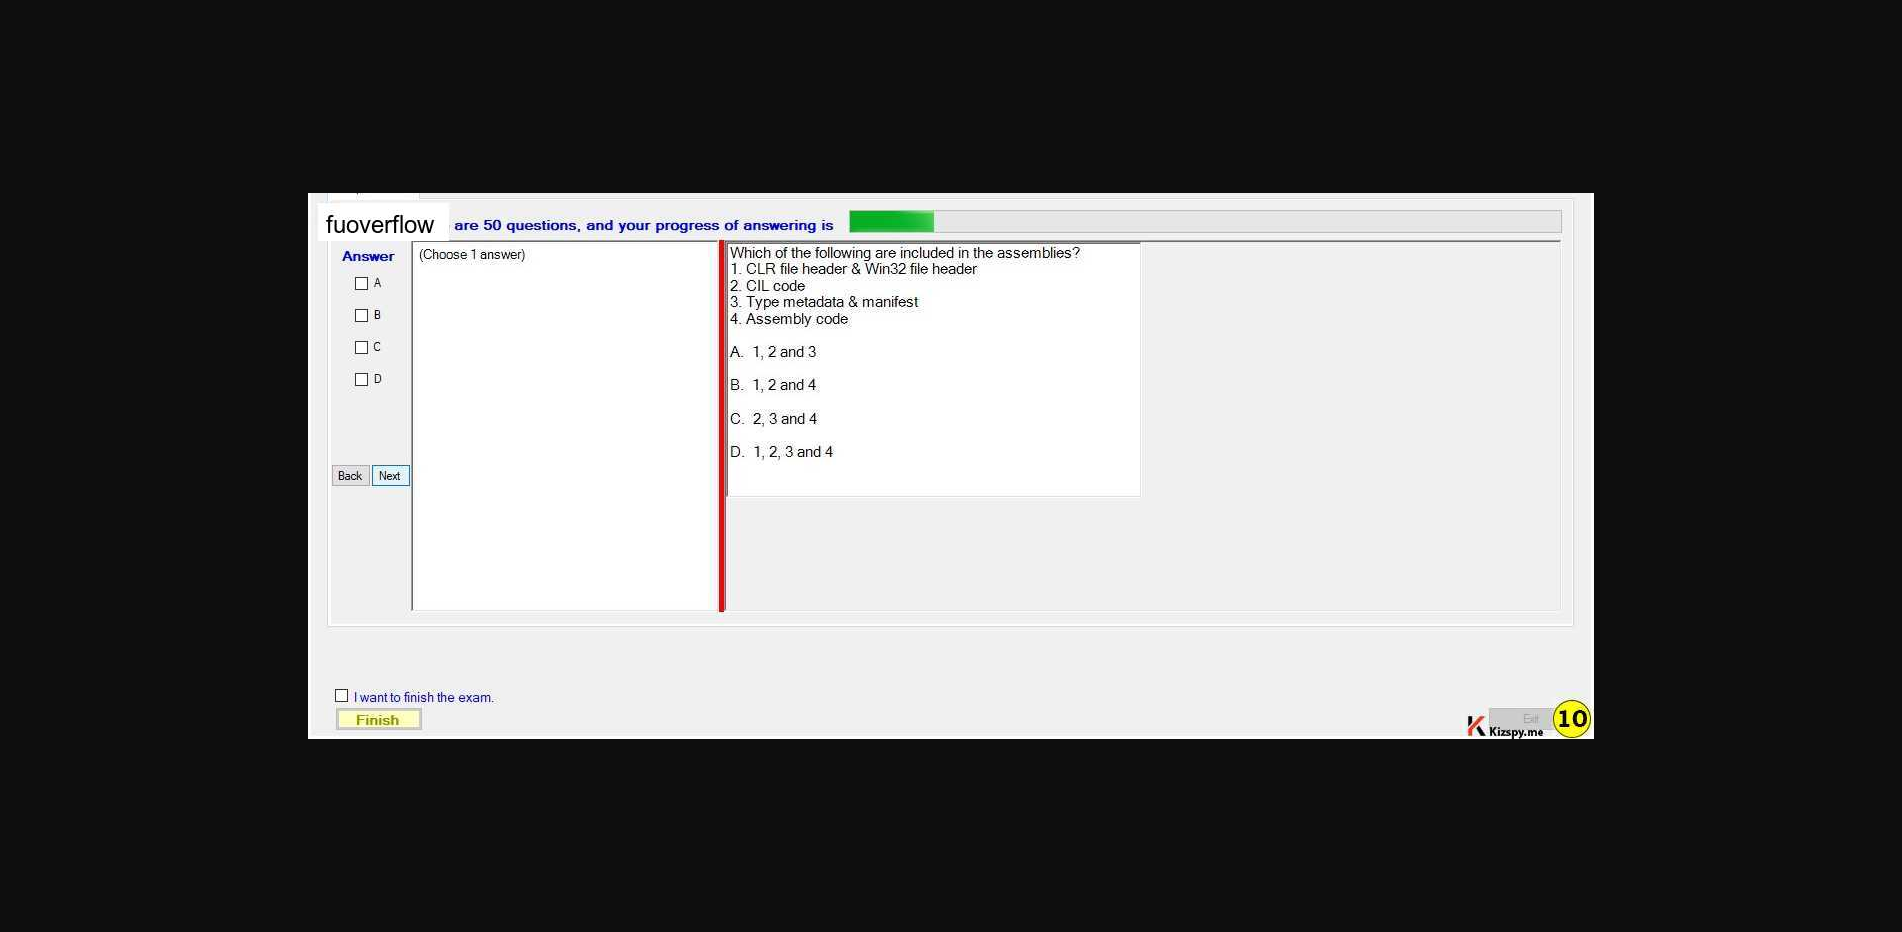 fuoverflow are 50 questions, and your progress of answering is
Answer
A
B
C
D
Back Next
(Choose 1 answer)
Which of the following are included in the assemblies?
1. CLR file header & Win32 file header
2. CIL code
3. Type metadata & manifest
4. Assembly code
A. 1, 2 and 3
B. 1, 2 and 4
C. 2, 3 and 4
D. 1, 2, 3 and 4
I want to finish the exam.
Finish
Exit
Kizspy.me
10